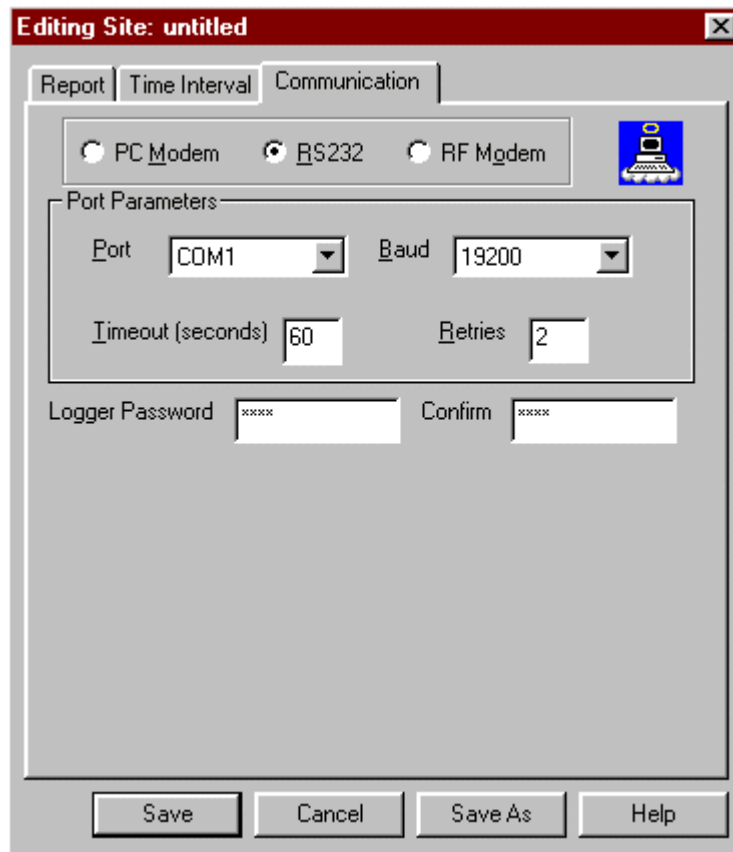 Editing Site: untitled
Report Time Interval Communication
PC Modem RS232 RF Modem
Port Parameters
Port COM1 Baud 19200
Timeout (seconds) 60 Retries 2
Logger Password **** Confirm ****
Save Cancel Save As Help